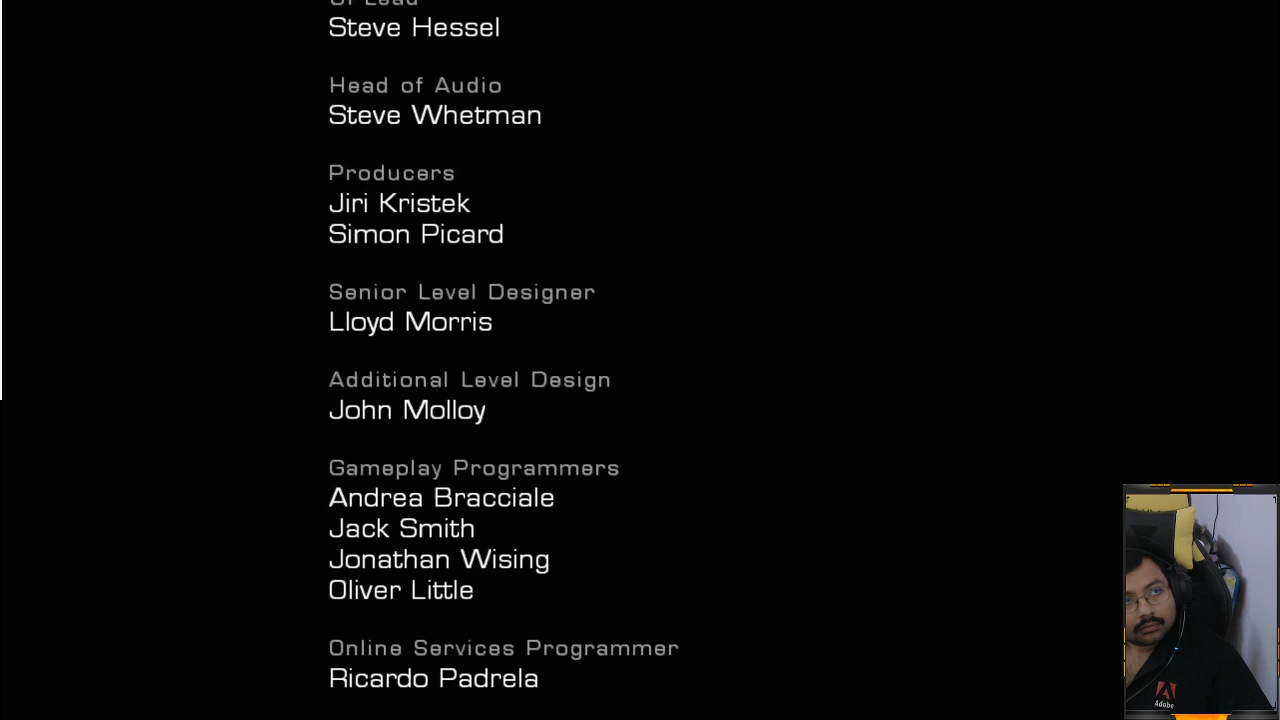 Steve Hessel
Head of Audio
Steve Whetman
Producers
Jiri Kristek
Simon Picard
Senior Level Designer
Lloyd Morris
Additional Level Design
John Molloy
Gameplay Programmers
Andrea Bracciale
Jack Smith
Jonathan Wising
Oliver Little
Online Services Programmer
Ricardo Padrela
Adobe